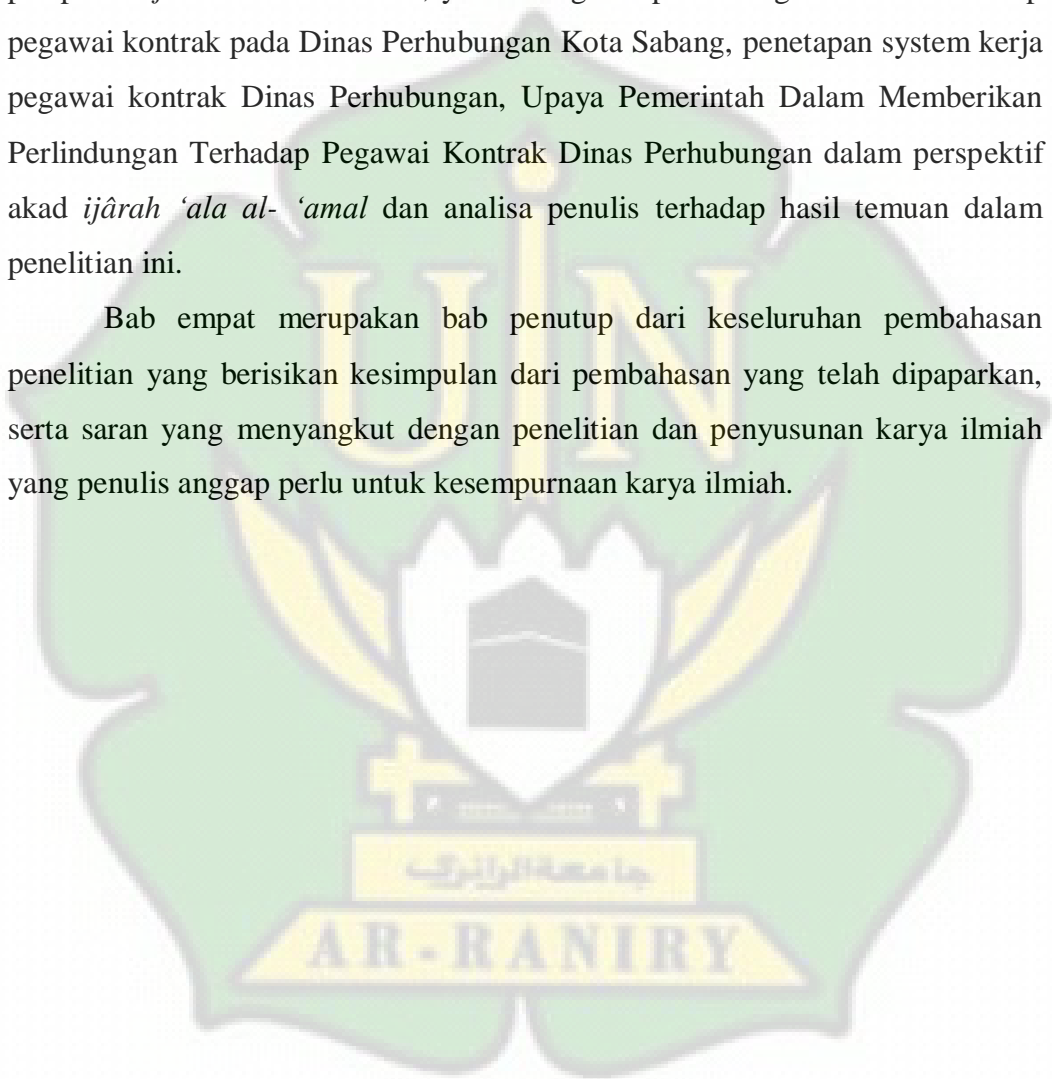 pegawai kontrak pada Dinas Perhubungan Kota Sabang, penetapan system kerja
pegawai kontrak Dinas Perhubungan, Upaya Pemerintah Dalam Memberikan
Perlindungan Terhadap Pegawai Kontrak Dinas Perhubungan dalam perspektif
akad ijârah ‘ala al- ‘amal dan analisa penulis terhadap hasil temuan dalam
penelitian ini.
Bab empat merupakan bab penutup dari keseluruhan pembahasan
penelitian yang berisikan kesimpulan dari pembahasan yang telah dipaparkan,
serta saran yang menyangkut dengan penelitian dan penyusunan karya ilmiah
yang penulis anggap perlu untuk kesempurnaan karya ilmiah.
UIN
جامعة الرانري
AR-RANIRY